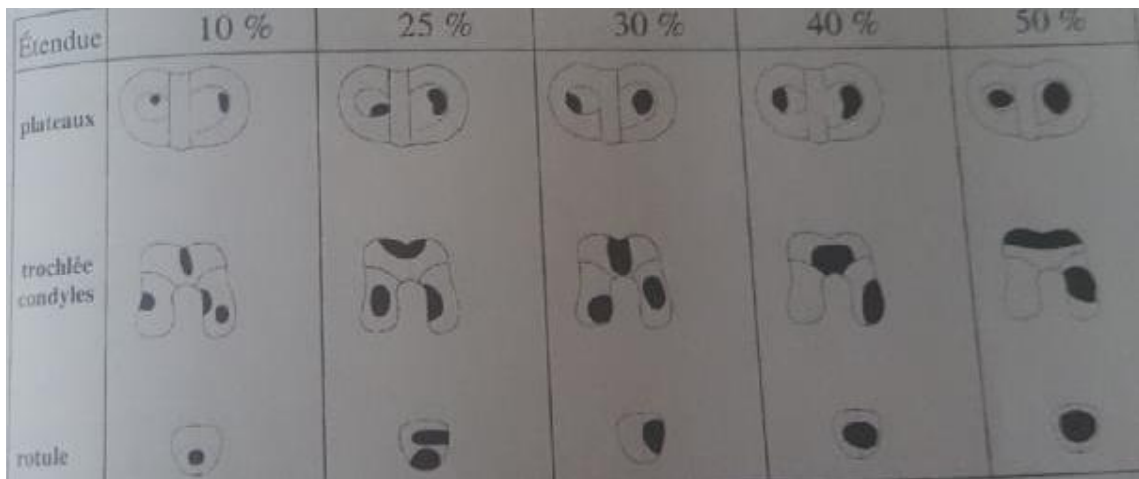 Étendue 10 % 25 % 30 % 40 % 50 %
plateaux
trochlée
condyles
rotule